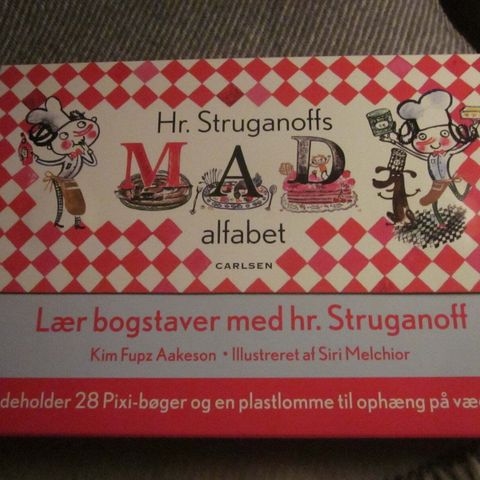 Hr. Struganoffs
MAD
alfabet
CARLSEN
Lær bogstaver med hr. Struganoff
Kim Fupz Aakeson • Illustreret af Siri Melchior
deholder 28 Pixi-bøger og en plastlomme til ophæng på væ